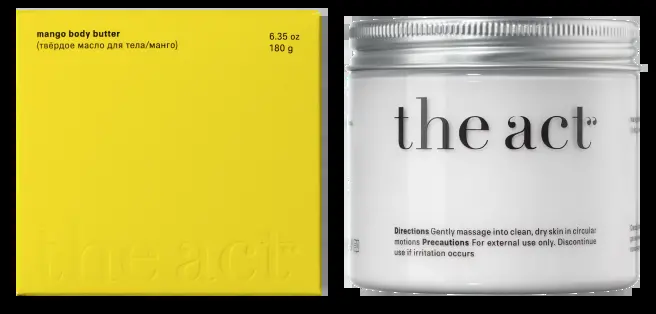 mango body butter
(твёрдое масло для тела/манго)
6.35 oz
180 g
the act
the act”
Directions Gently massage into clean, dry skin in circular
motions Precautions For external use only. Discontinue
use if irritation occurs